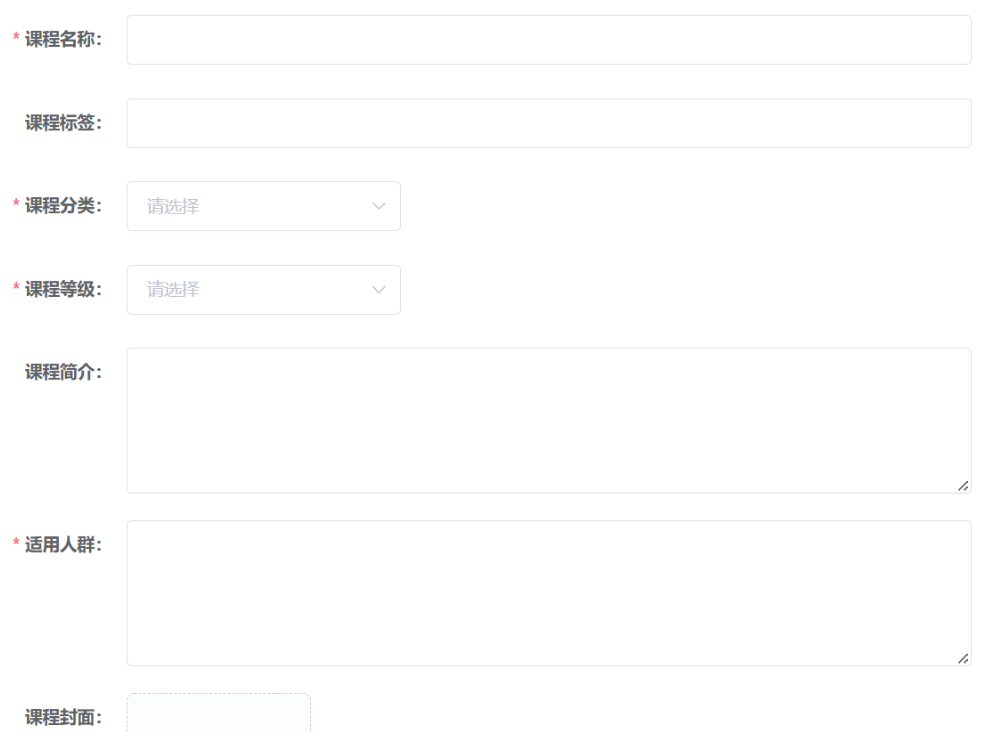 * 课程名称：
课程标签：
* 课程分类： 请选择
* 课程等级： 请选择
课程简介：
* 适用人群：
课程封面：